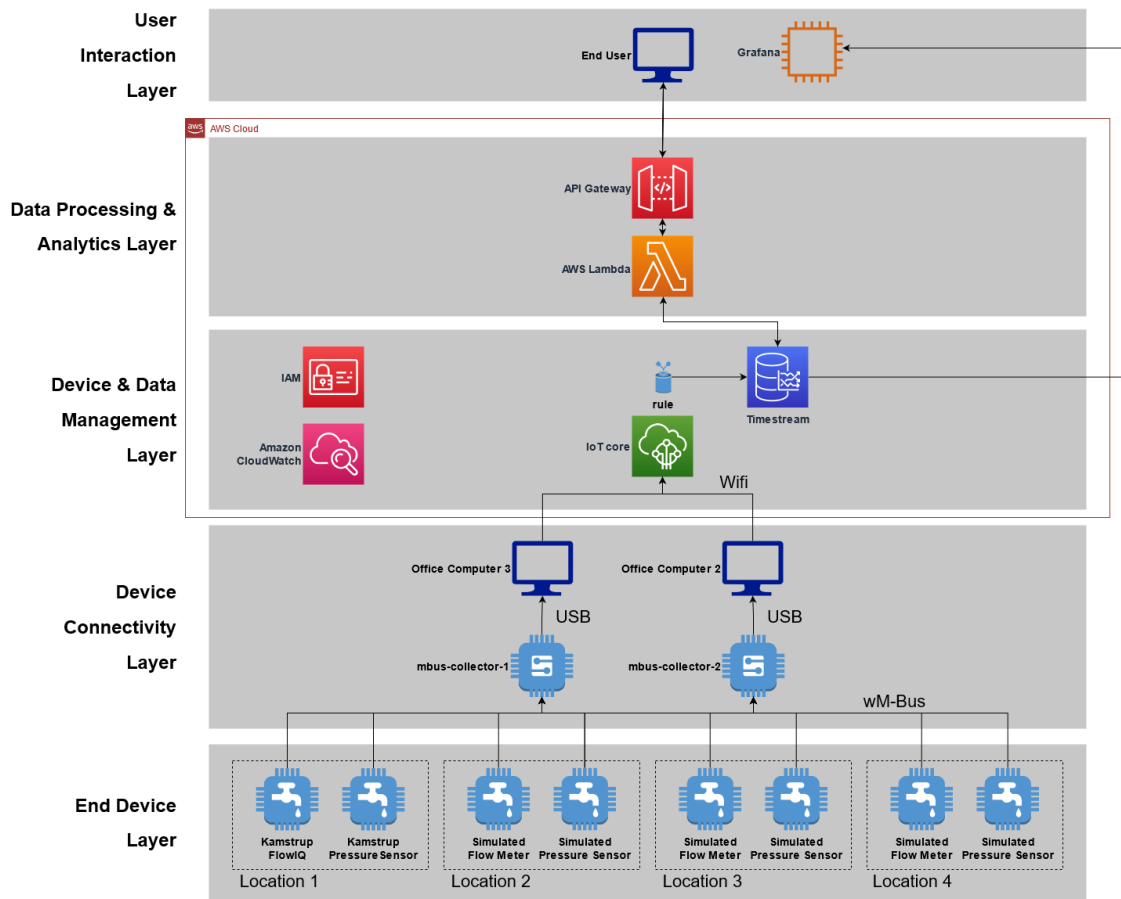 User
Interaction
Layer
End User
Grafana
aws
AWS Cloud
Data Processing &
Analytics Layer
API Gateway
</>
AWS Lambda
Device & Data
Management
Layer
IAM
Amazon
CloudWatch
rule
Timestream
IoT core
Wifi
Device
Connectivity
Layer
Office Computer 3
Office Computer 2
USB
USB
mbus-collector-1
mbus-collector-2
wM-Bus
End Device
Layer
Kamstrup
FlowIQ
Kamstrup
Pressure Sensor
Location 1
Simulated
Flow Meter
Simulated
Pressure Sensor
Location 2
Simulated
Flow Meter
Simulated
Pressure Sensor
Location 3
Simulated
Flow Meter
Simulated
Pressure Sensor
Location 4